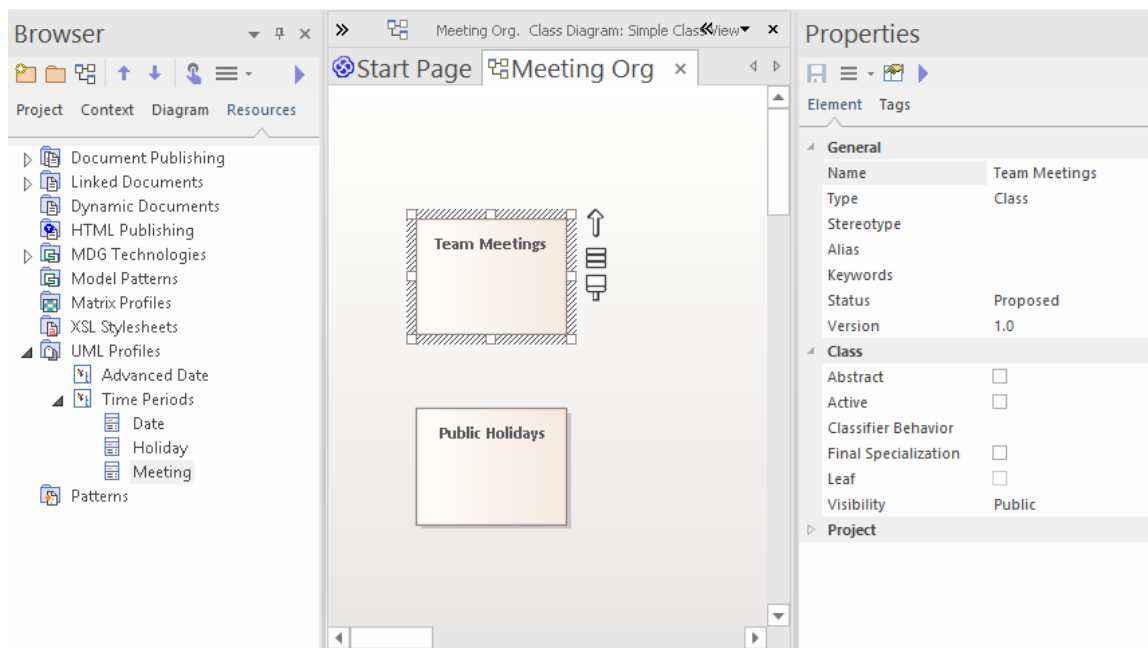 Browser
Project Context Diagram Resources
Document Publishing
Linked Documents
Dynamic Documents
HTML Publishing
MDG Technologies
Model Patterns
Matrix Profiles
XSL Stylesheets
UML Profiles
Advanced Date
Time Periods
Date
Holiday
Meeting
Patterns
Meeting Org. Class Diagram: Simple Class View
Start Page Meeting Org
Team Meetings
Public Holidays
Properties
Element Tags
General
Name Team Meetings
Type Class
Stereotype
Alias
Keywords
Status Proposed
Version 1.0
Class
Abstract
Active
Classifier Behavior
Final Specialization
Leaf
Visibility Public
Project